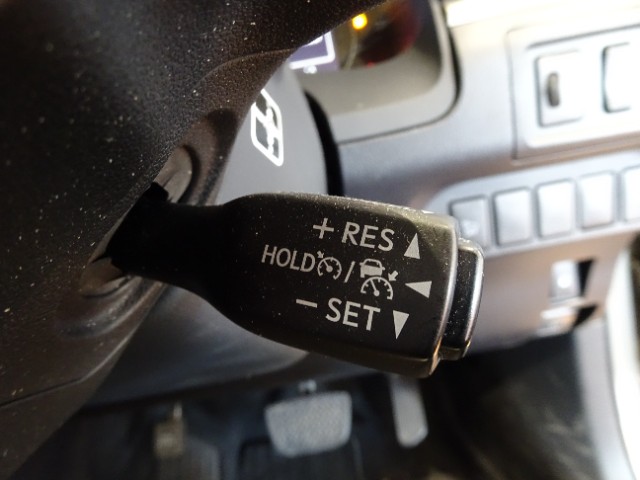 + RES
HOLD /
- SET